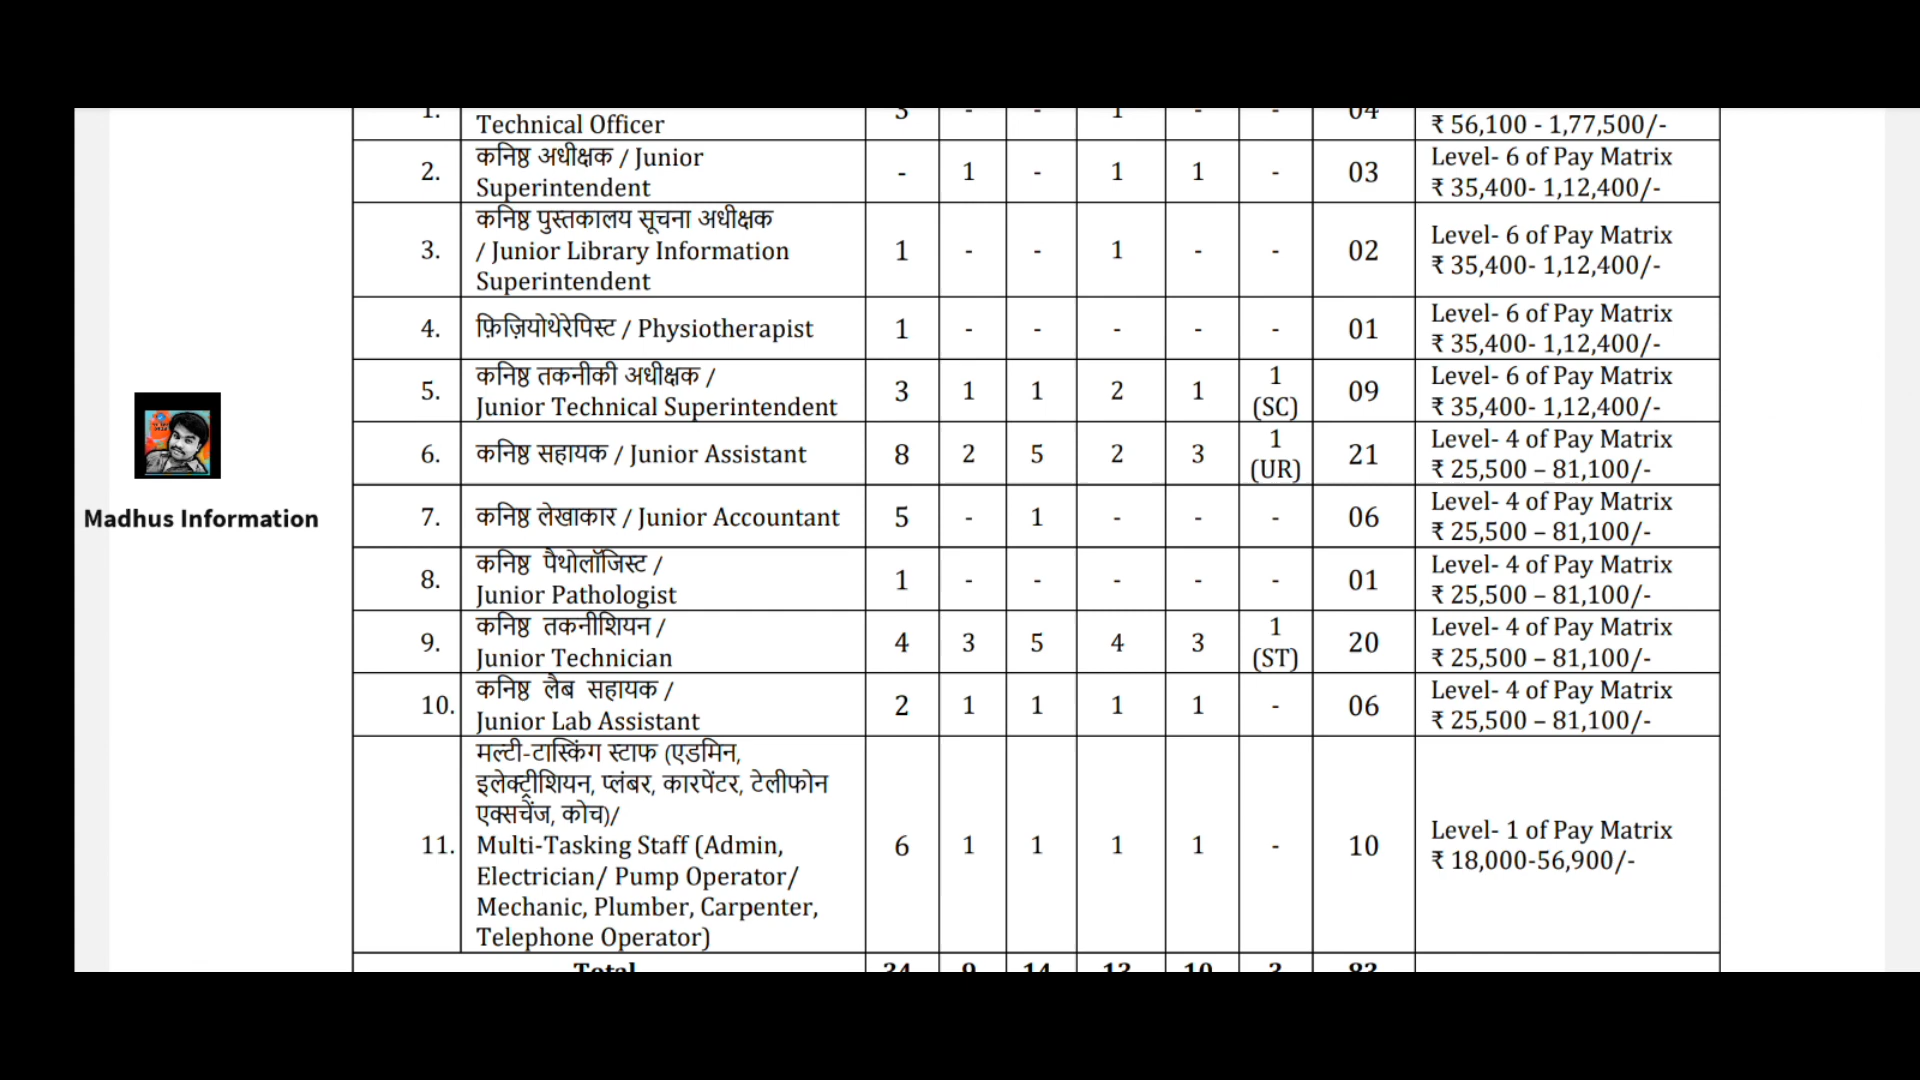 1. Technical Officer 3 - - 1 - - 04 ₹ 56,100 - 1,77,500/-
2. कनिष्ठ अधीक्षक / Junior
Superintendent - 1 - 1 1 - 03 Level- 6 of Pay Matrix
₹ 35,400- 1,12,400/-
3. कनिष्ठ पुस्तकालय सूचना अधीक्षक
/ Junior Library Information
Superintendent 1 - - 1 - - 02 Level- 6 of Pay Matrix
₹ 35,400- 1,12,400/-
4. फ़िज़ियोथेरेपिस्ट / Physiotherapist 1 - - - - - 01 Level- 6 of Pay Matrix
₹ 35,400- 1,12,400/-
5. कनिष्ठ तकनीकी अधीक्षक /
Junior Technical Superintendent 3 1 1 2 1 1
(SC) 09 Level- 6 of Pay Matrix
₹ 35,400- 1,12,400/-
6. कनिष्ठ सहायक / Junior Assistant 8 2 5 2 3 1
(UR) 21 Level- 4 of Pay Matrix
₹ 25,500 – 81,100/-
Madhus Information
7. कनिष्ठ लेखाकार / Junior Accountant 5 - 1 - - - 06 Level- 4 of Pay Matrix
₹ 25,500 – 81,100/-
8. कनिष्ठ पैथोलॉजिस्ट /
Junior Pathologist 1 - - - - - 01 Level- 4 of Pay Matrix
₹ 25,500 – 81,100/-
9. कनिष्ठ तकनीशियन /
Junior Technician 4 3 5 4 3 1
(ST) 20 Level- 4 of Pay Matrix
₹ 25,500 – 81,100/-
10. कनिष्ठ लैब सहायक /
Junior Lab Assistant 2 1 1 1 1 - 06 Level- 4 of Pay Matrix
₹ 25,500 – 81,100/-
11. मल्टी-टास्किंग स्टाफ (एडमिन,
इलेक्ट्रीशियन, प्लंबर, कारपेंटर, टेलीफोन
एक्सचेंज, कोच)/
Multi-Tasking Staff (Admin,
Electrician/ Pump Operator/
Mechanic, Plumber, Carpenter,
Telephone Operator) 6 1 1 1 1 - 10 Level- 1 of Pay Matrix
₹ 18,000-56,900/-
Total 34 9 14 13 10 3 83